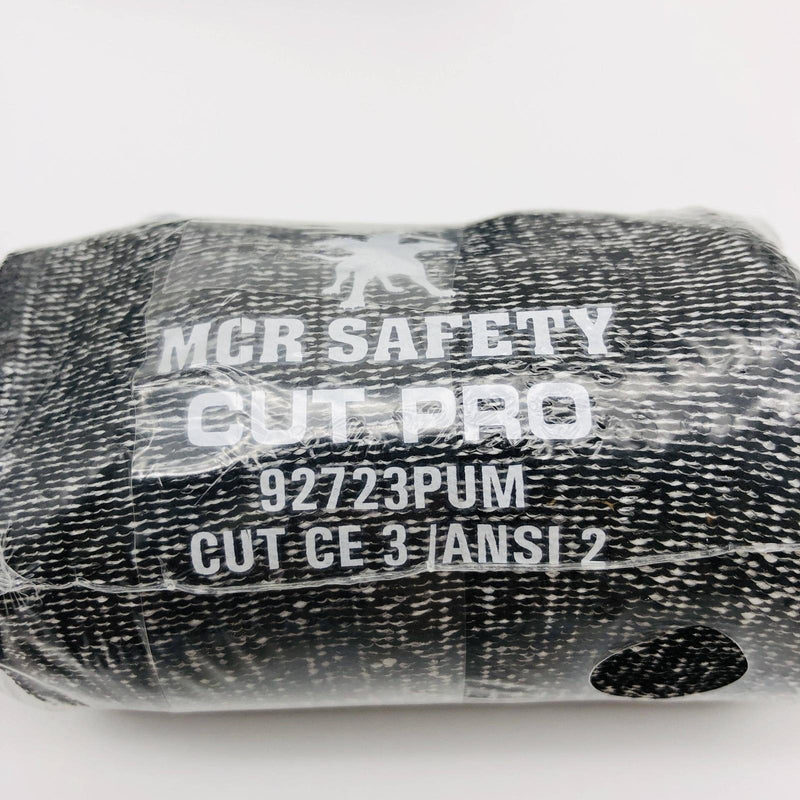 MCR SAFETY
CUT PRO
92723PUM
CUT CE 3 /ANSI 2